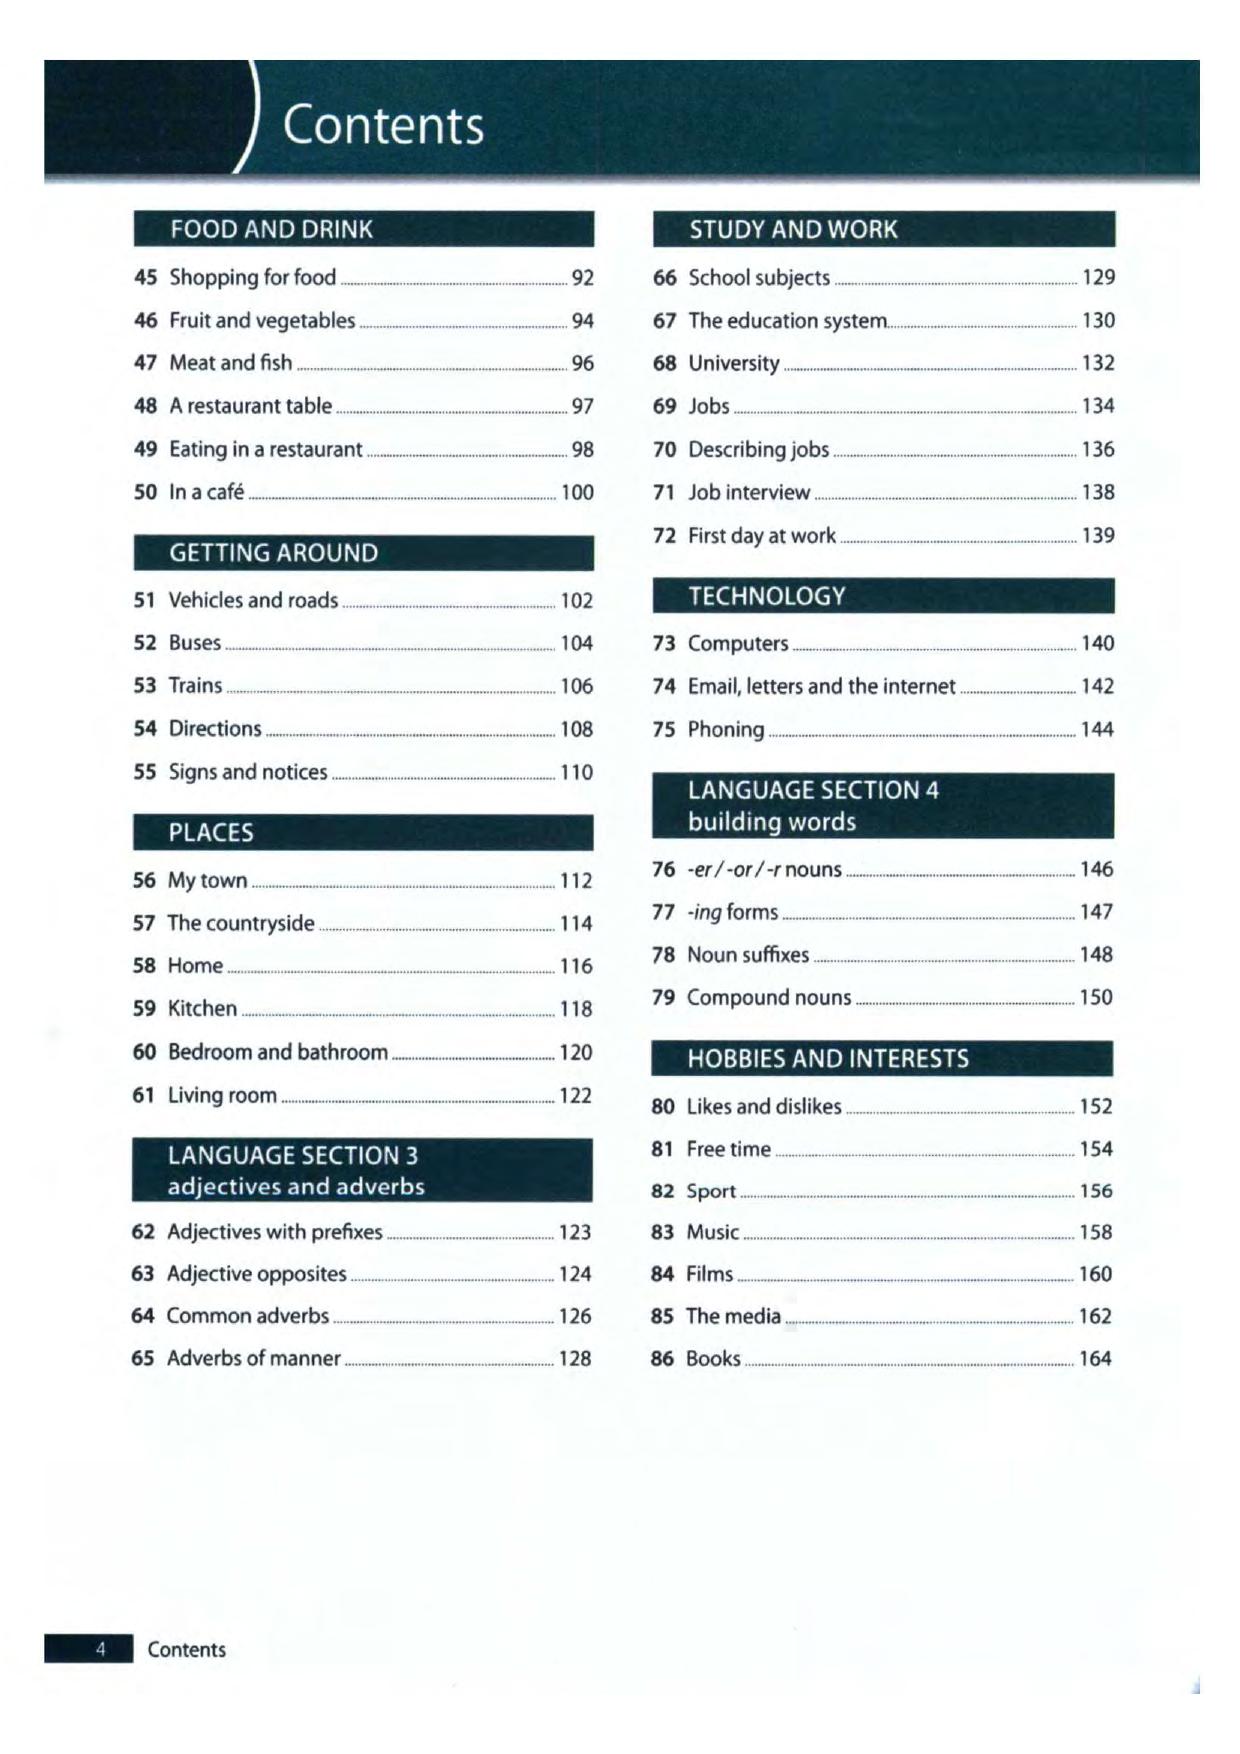 Contents
FOOD AND DRINK
45 Shopping for food 92
46 Fruit and vegetables 94
47 Meat and fish 96
48 A restaurant table 97
49 Eating in a restaurant 98
50 In a café 100
GETTING AROUND
51 Vehicles and roads 102
52 Buses 104
53 Trains 106
54 Directions 108
55 Signs and notices 110
PLACES
56 My town 112
57 The countryside 114
58 Home 116
59 Kitchen 118
60 Bedroom and bathroom 120
61 Living room 122
LANGUAGE SECTION 3
adjectives and adverbs
62 Adjectives with prefixes 123
63 Adjective opposites 124
64 Common adverbs 126
65 Adverbs of manner 128
STUDY AND WORK
66 School subjects 129
67 The education system 130
68 University 132
69 Jobs 134
70 Describing jobs 136
71 Job interview 138
72 First day at work 139
TECHNOLOGY
73 Computers 140
74 Email, letters and the internet 142
75 Phoning 144
LANGUAGE SECTION 4
building words
76 -er / -or / -r nouns 146
77 -ing forms 147
78 Noun suffixes 148
79 Compound nouns 150
HOBBIES AND INTERESTS
80 Likes and dislikes 152
81 Free time 154
82 Sport 156
83 Music 158
84 Films 160
85 The media 162
86 Books 164
4 Contents